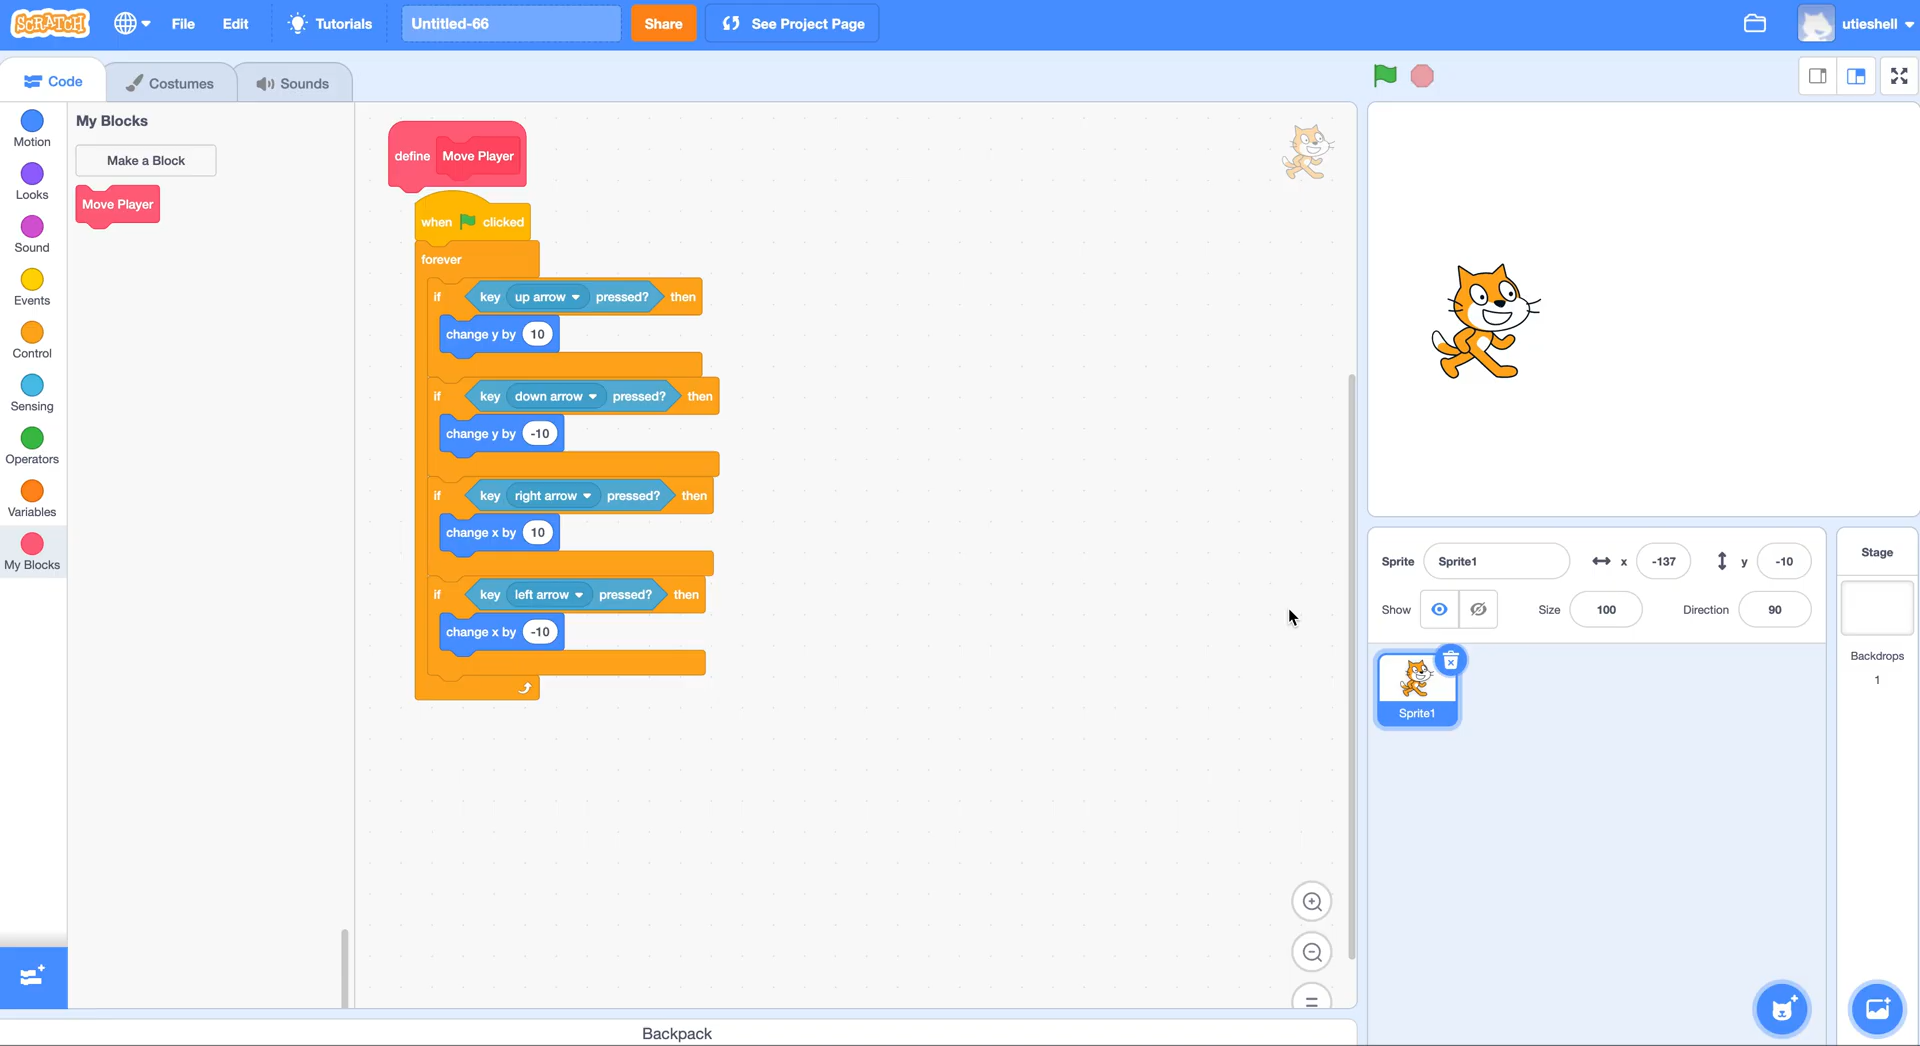 SCRATCH File Edit Tutorials Untitled-66 Share See Project Page utieshell
Code Costumes Sounds
Motion
Looks
Sound
Events
Control
Sensing
Operators
Variables
My Blocks
My Blocks
Make a Block
Move Player
define Move Player
when clicked
forever
if key up arrow pressed? then
change y by 10
if key down arrow pressed? then
change y by -10
if key right arrow pressed? then
change x by 10
if key left arrow pressed? then
change x by -10
Backpack
Sprite Sprite1 x -137 y -10
Show Size 100 Direction 90
Sprite1
Stage
Backdrops
1